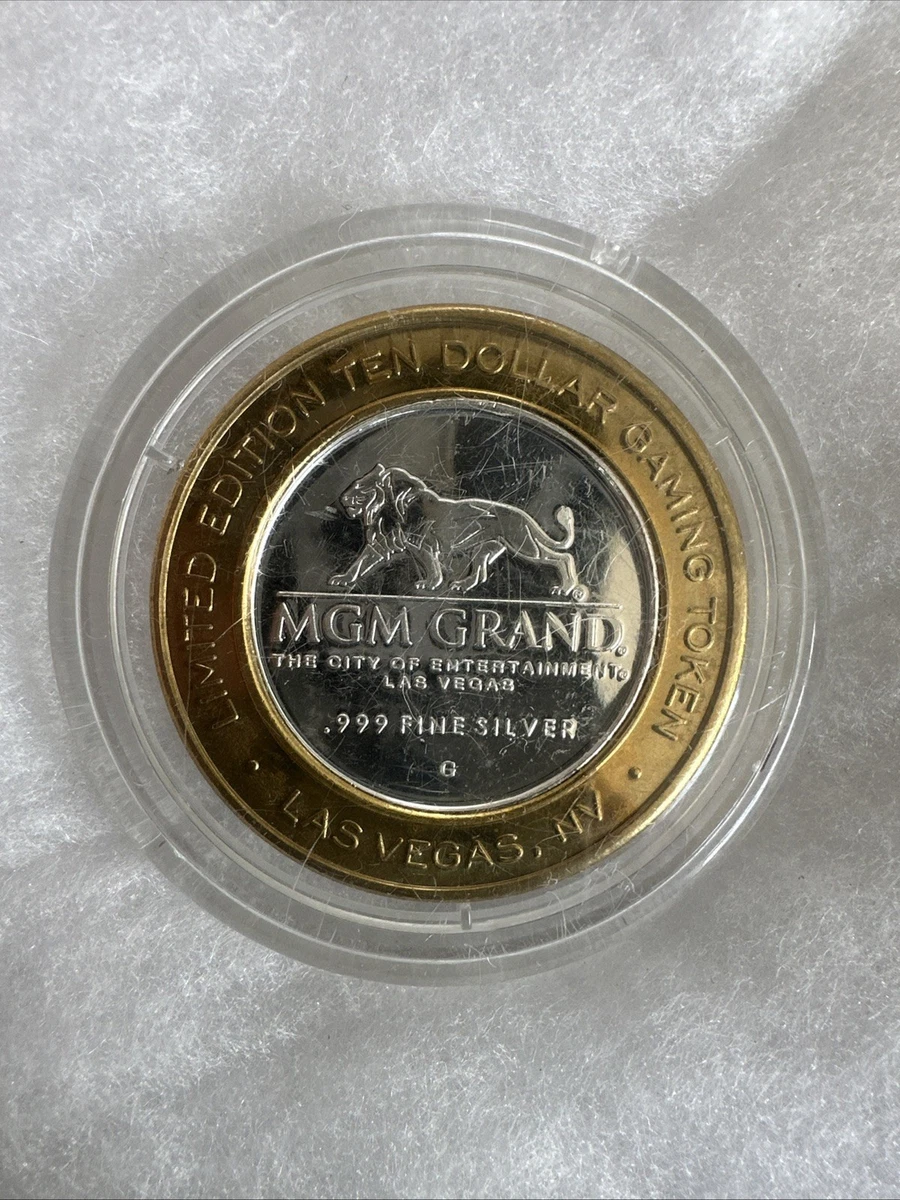 LIMITED EDITION TEN DOLLAR GAMING TOKEN
MGM GRAND®
THE CITY OF ENTERTAINMENT®
LAS VEGAS
.999 FINE SILVER
G
• LAS VEGAS, NV •